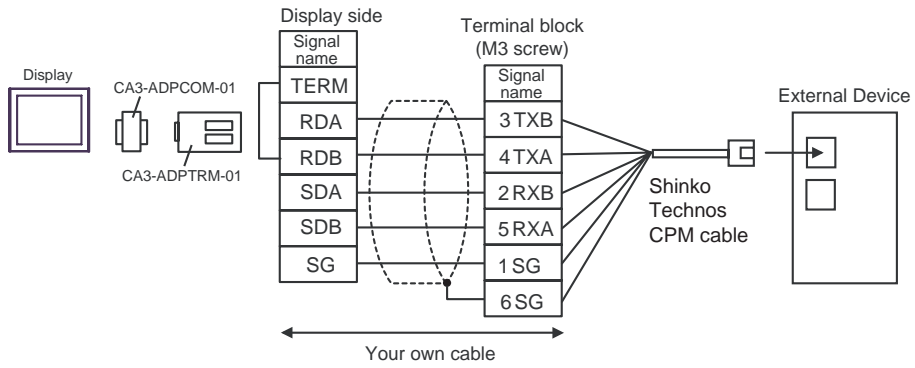 Display side
Terminal block
(M3 screw)
Signal
name
TERM
RDA
RDB
SDA
SDB
SG
Signal
name
3 TXB
4 TXA
2 RXB
5 RXA
1 SG
6 SG
Display
CA3-ADPCOM-01
CA3-ADPTRM-01
External Device
Shinko
Technos
CPM cable
Your own cable